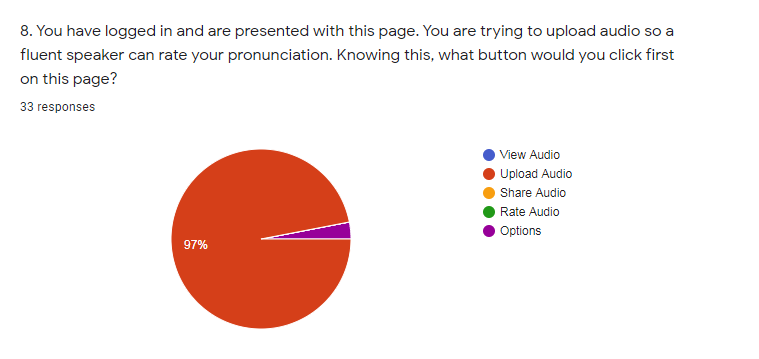 8. You have logged in and are presented with this page. You are trying to upload audio so a
fluent speaker can rate your pronunciation. Knowing this, what button would you click first
on this page?
33 responses
View Audio
Upload Audio
Share Audio
Rate Audio
Options
97%